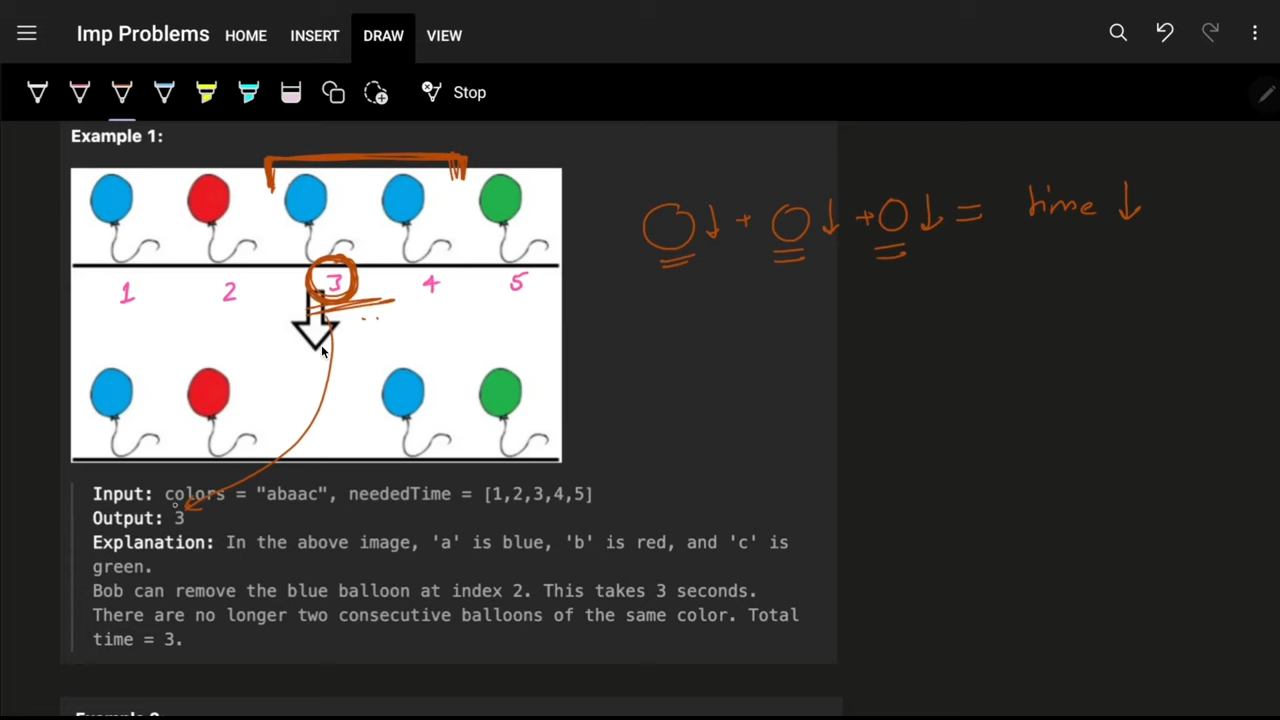 Imp Problems HOME INSERT DRAW VIEW
Stop
Example 1:
↓ + ↓ + ↓ = time ↓
1 2 3 4 5
Input: colors = "abaac", neededTime = [1,2,3,4,5]
Output: 3
Explanation: In the above image, 'a' is blue, 'b' is red, and 'c' is
green.
Bob can remove the blue balloon at index 2. This takes 3 seconds.
There are no longer two consecutive balloons of the same color. Total
time = 3.